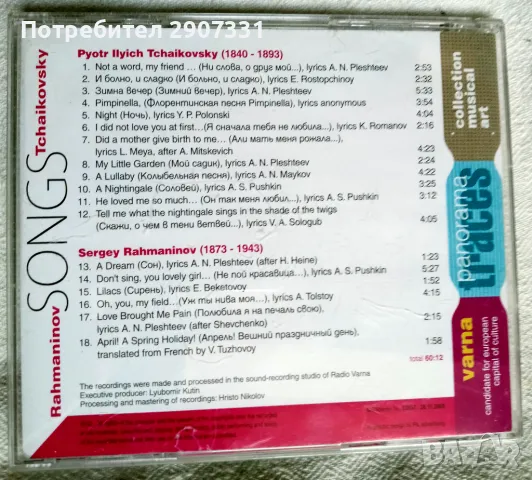 Потребител 2907331
Pyotr Ilyich Tchaikovsky (1840 - 1893)
1. Not a word, my friend ... (Ни слова, о друг мой...), lyrics A. N. Pleshteev 2:53
2. И болно, и сладко (И больно, и сладко), lyrics E. Rostopchinoy 2:32
3. Зимна вечер (Зимний вечер), lyrics A. N. Pleshteev 5:33
4. Pimpinella, (Флорентинская песня Pimpinella), lyrics anonymous 3:54
5. Night (Ночь), lyrics Y. P. Polonski 4:04
6. I did not you love at first...(Я сначала тебя не любила...), lyrics K. Romanov 2:16
7. Did a mother give birth to me... (Али мать меня рожала...),
lyrics L. Meya, after A. Mitskevich 4:23
8. My Little Garden (Мой садик), lyrics A. N. Pleshteev 2:24
9. A Lullaby (Колыбельная песня), lyrics A. N. Maykov 4:21
10. A Nightingale (Соловей), lyrics A. S. Pushkin 3:25
11. He loved me so much... (Он так меня любил...), lyrics A. S. Pushkin 3:12
12. Tell me what the nightingale sings in the shade of the twigs
(Скажи, о чем в тени ветвей...), lyrics V. A. Sologub 4:05
Sergey Rahmaninov (1873 - 1943)
13. A Dream (Сон), lyrics A. N. Pleshteev (after H. Heine) 1:23
14. Don't sing, you lovely girl... (Не пой красавица...), lyrics A. S. Pushkin 5:27
15. Lilacs (Сирень), lyrics E. Beketovoy 1:52
16. Oh, you, my field...(Уж ты нива моя...), lyrics A. Tolstoy 4:15
17. Love Brought Me Pain (Полюбила я на печаль свою),
lyrics A. N. Pleshteev (after Shevchenko) 2:15
18. April! A Spring Holiday! (Апрель! Вешний праздничный день),
translated from French by V. Tuzhovoy 1:58
total 60:12
The recordings were made and processed in the sound-recording studio of Radio Varna.
Executive producer: Lyubomir Kutin
Processing and mastering of recordings: Hristo Nikolov
Rahmaninov Tchaikovsky
SONGS
collection
musical
art
panorama
traces
varna
candidate for european
capital of culture